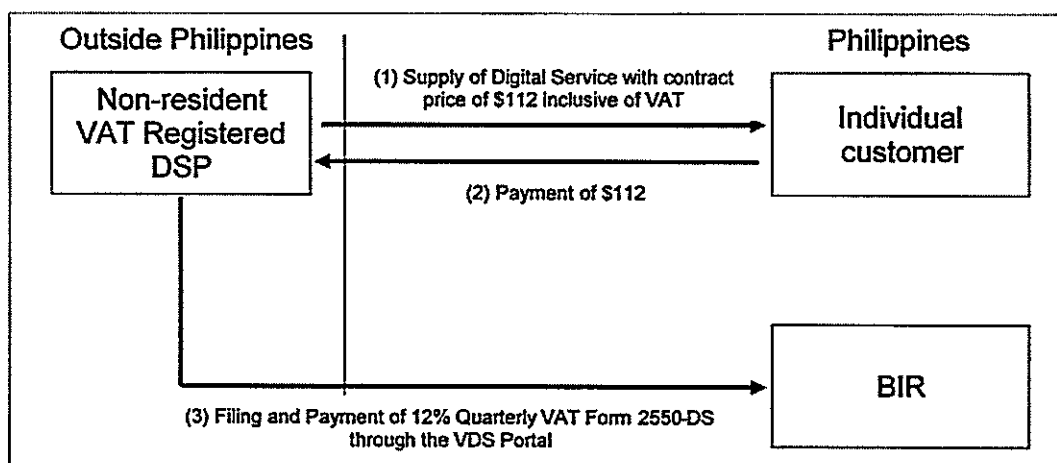 Outside Philippines
Philippines
Non-resident
VAT Registered
DSP
(1) Supply of Digital Service with contract
price of $112 inclusive of VAT
Individual
customer
(2) Payment of $112
BIR
(3) Filing and Payment of 12% Quarterly VAT Form 2550-DS
through the VDS Portal